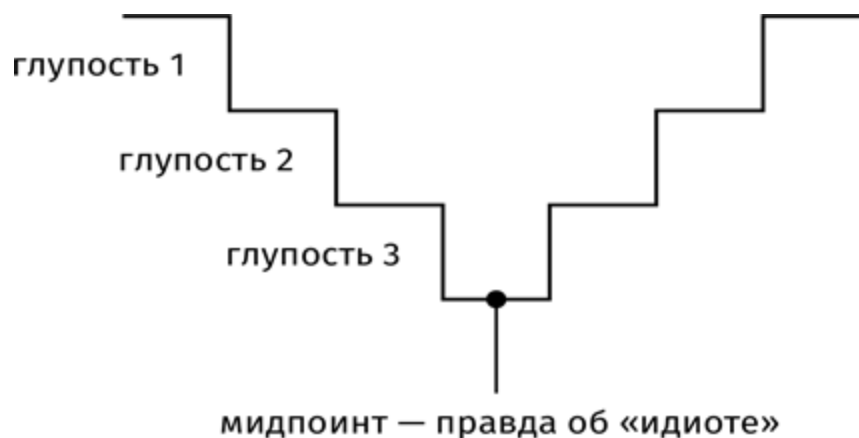 глупость 1
глупость 2
глупость 3
мидпоинт — правда об «идиоте»